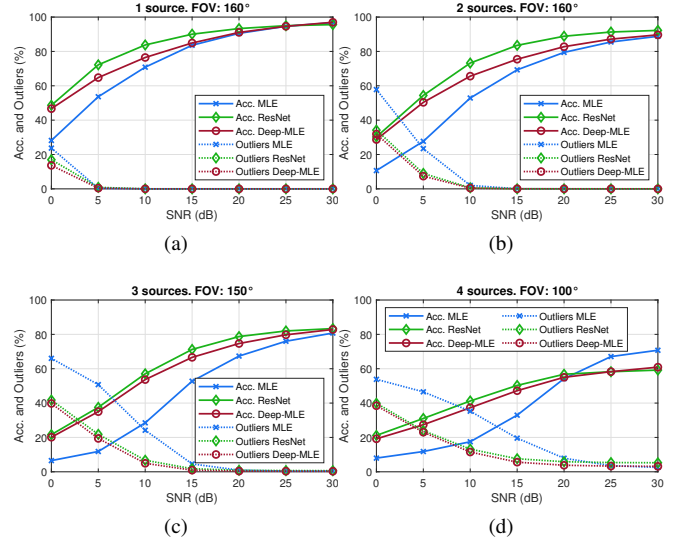 1 source. FOV: 160°
Acc. and Outliers (%)
100
80
60
40
20
0
Acc. MLE
Acc. ResNet
Acc. Deep-MLE
Outliers MLE
Outliers ResNet
Outliers Deep-MLE
0 5 10 15 20 25 30
SNR (dB)
(a)
2 sources. FOV: 160°
Acc. and Outliers (%)
100
80
60
40
20
0
Acc. MLE
Acc. ResNet
Acc. Deep-MLE
Outliers MLE
Outliers ResNet
Outliers Deep-MLE
0 5 10 15 20 25 30
SNR (dB)
(b)
3 sources. FOV: 150°
Acc. and Outliers (%)
100
80
60
40
20
0
Acc. MLE
Acc. ResNet
Acc. Deep-MLE
Outliers MLE
Outliers ResNet
Outliers Deep-MLE
0 5 10 15 20 25 30
SNR (dB)
(c)
4 sources. FOV: 100°
Acc. and Outliers (%)
100
80
60
40
20
0
Acc. MLE
Acc. ResNet
Acc. Deep-MLE
Outliers MLE
Outliers ResNet
Outliers Deep-MLE
0 5 10 15 20 25 30
SNR (dB)
(d)